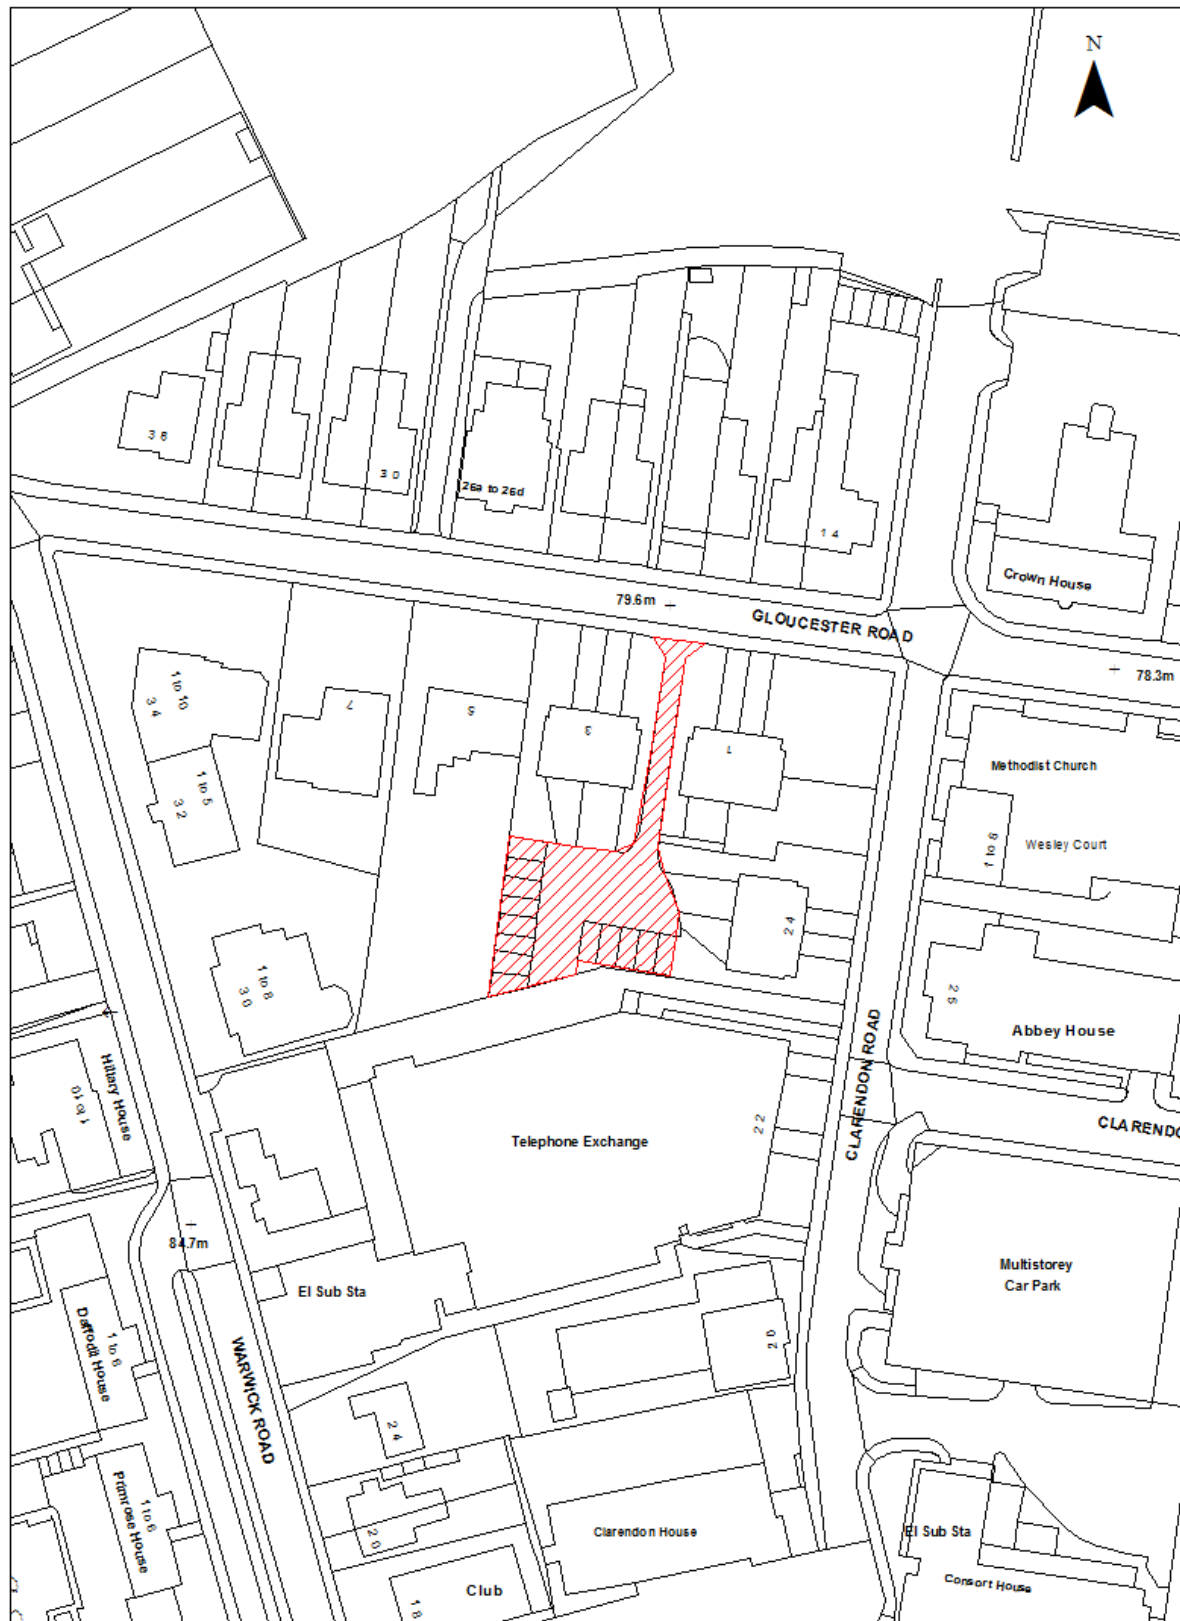 N
38
30
26a to 26d
14
Crown House
79.6m
GLOUCESTER ROAD
78.3m
1 to 10
34
7
5
3
1
Methodist Church
1 to 5
32
1 to 6
Wesley Court
24
1 to 8
30
25
Abbey House
Hillary House
1 to 10
CLARENDON ROAD
22
CLARENDO
Telephone Exchange
84.7m
Multistorey
Car Park
El Sub Sta
1 to 6
Daffodil House
20
WARWICK ROAD
24
1 to 6
Primrose House
20
Clarendon House
El Sub Sta
Consort House
Club
18